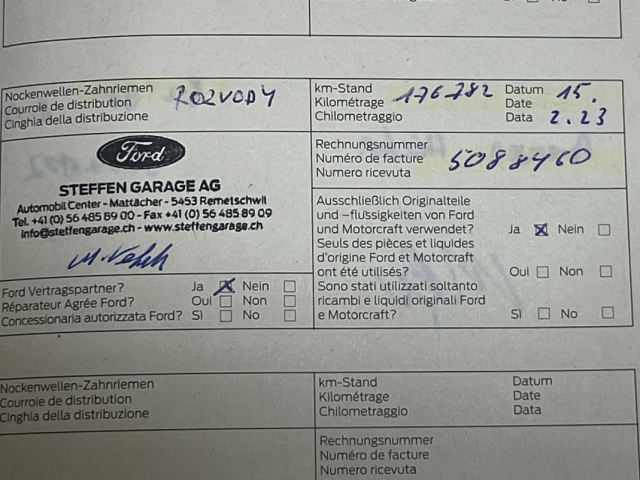 Nockenwellen-Zahnriemen
Courroie de distribution
Cinghia della distribuzione
ROZVODY
km-Stand
Kilométrage
Chilometraggio
176782
Datum
Date
Data
15.
2.23
Ford
STEFFEN GARAGE AG
Automobil Center - Mattächer - 5453 Remetschwil
Tel. +41 (0) 56 485 89 00 - Fax +41 (0) 56 485 89 09
info@steffengarage.ch - www.steffengarage.ch
Rechnungsnummer
Numéro de facture
Numero ricevuta
5088460
Ford Vertragspartner? Ja Nein
Réparateur Agrée Ford? Oui Non
Concessionaria autorizzata Ford? Sì No
Ausschließlich Originalteile
und -flüssigkeiten von Ford
und Motorcraft verwendet? Ja Nein
Seuls des pièces et liquides
d'origine Ford et Motorcraft
ont été utilisés? Oui Non
Sono stati utilizzati soltanto
ricambi e liquidi originali Ford
e Motorcraft? Sì No
Nockenwellen-Zahnriemen
Courroie de distribution
Cinghia della distribuzione
km-Stand
Kilométrage
Chilometraggio
Datum
Date
Data
Rechnungsnummer
Numéro de facture
Numero ricevuta